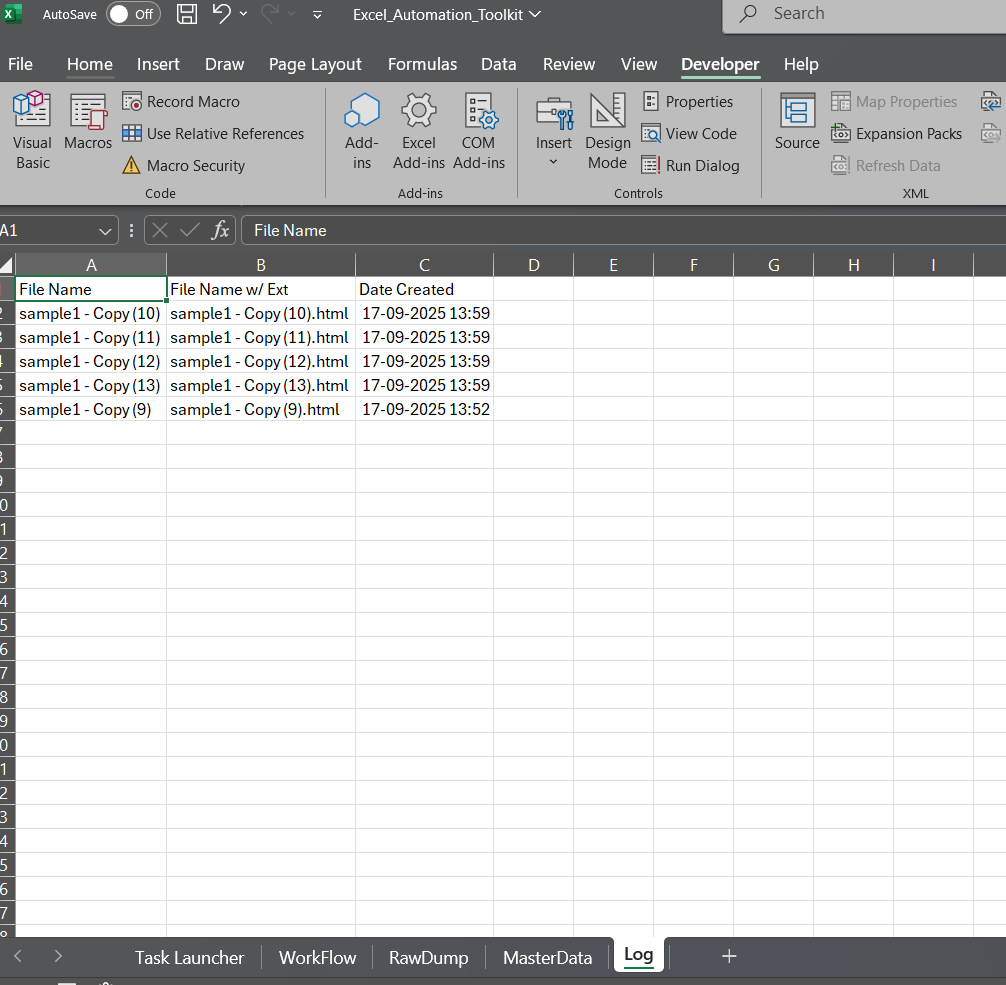 AutoSave Off Excel_Automation_Toolkit Search
File Home Insert Draw Page Layout Formulas Data Review View Developer Help
Visual Basic
Macros
Record Macro
Use Relative References
Macro Security
Code
Add-ins
Excel Add-ins
COM Add-ins
Add-ins
Insert
Design Mode
Properties
View Code
Run Dialog
Controls
Source
Map Properties
Expansion Packs
Refresh Data
XML
A1 fx File Name
A B C D E F G H I
File Name File Name w/ Ext Date Created
sample1 - Copy (10) sample1 - Copy (10).html 17-09-2025 13:59
sample1 - Copy (11) sample1 - Copy (11).html 17-09-2025 13:59
sample1 - Copy (12) sample1 - Copy (12).html 17-09-2025 13:59
sample1 - Copy (13) sample1 - Copy (13).html 17-09-2025 13:59
sample1 - Copy (9) sample1 - Copy (9).html 17-09-2025 13:52
Task Launcher WorkFlow RawDump MasterData Log